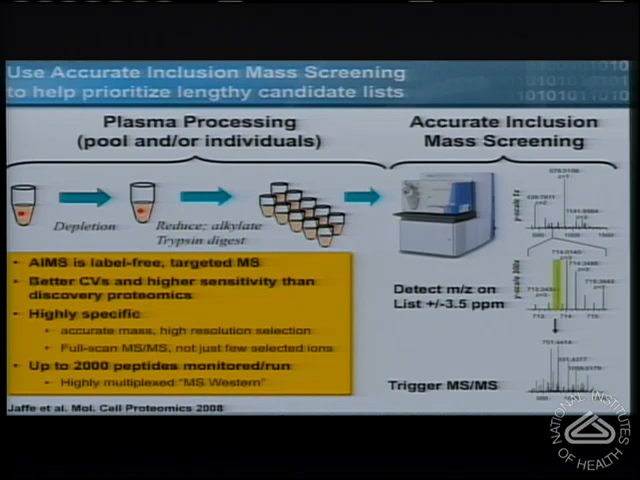 Use Accurate Inclusion Mass Screening
to help prioritize lengthy candidate lists
Plasma Processing
(pool and/or individuals)
Accurate Inclusion
Mass Screening
Depletion
Reduce; alkylate
Trypsin digest
• AIMS is label-free, targeted MS
• Better CVs and higher sensitivity than
discovery proteomics
• Highly specific
• accurate mass, high resolution selection
• Full-scan MS/MS, not just few selected ions
• Up to 2000 peptides monitored/run
• Highly multiplexed "MS Western"
Detect m/z on
List +/-3.5 ppm
Trigger MS/MS
Jaffe et al. Mol. Cell Proteomics 2008
NATIONAL INSTITUTES
OF HEALTH